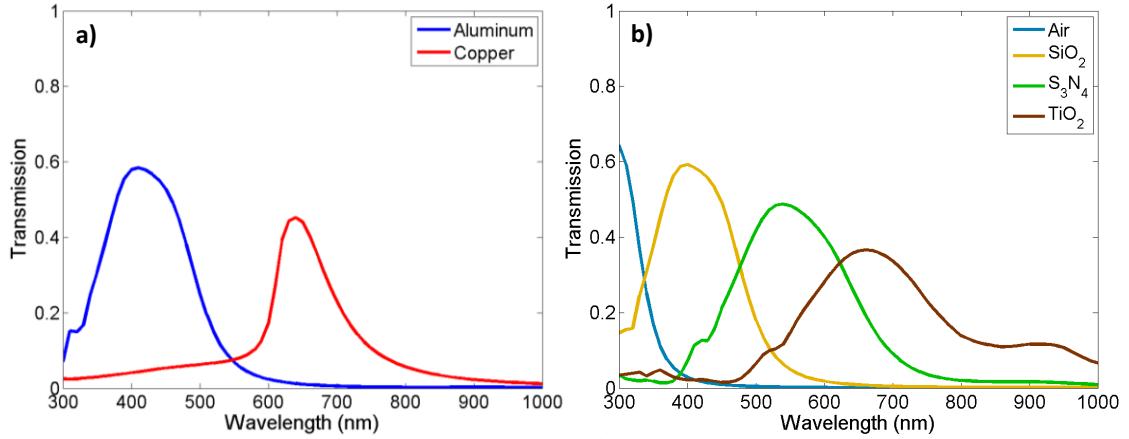 a)
Aluminum
Copper
1
0.8
0.6
0.4
0.2
0
Transmission
300 400 500 600 700 800 900 1000
Wavelength (nm)
b)
Air
SiO2
S3N4
TiO2
1
0.8
0.6
0.4
0.2
0
Transmission
300 400 500 600 700 800 900 1000
Wavelength (nm)